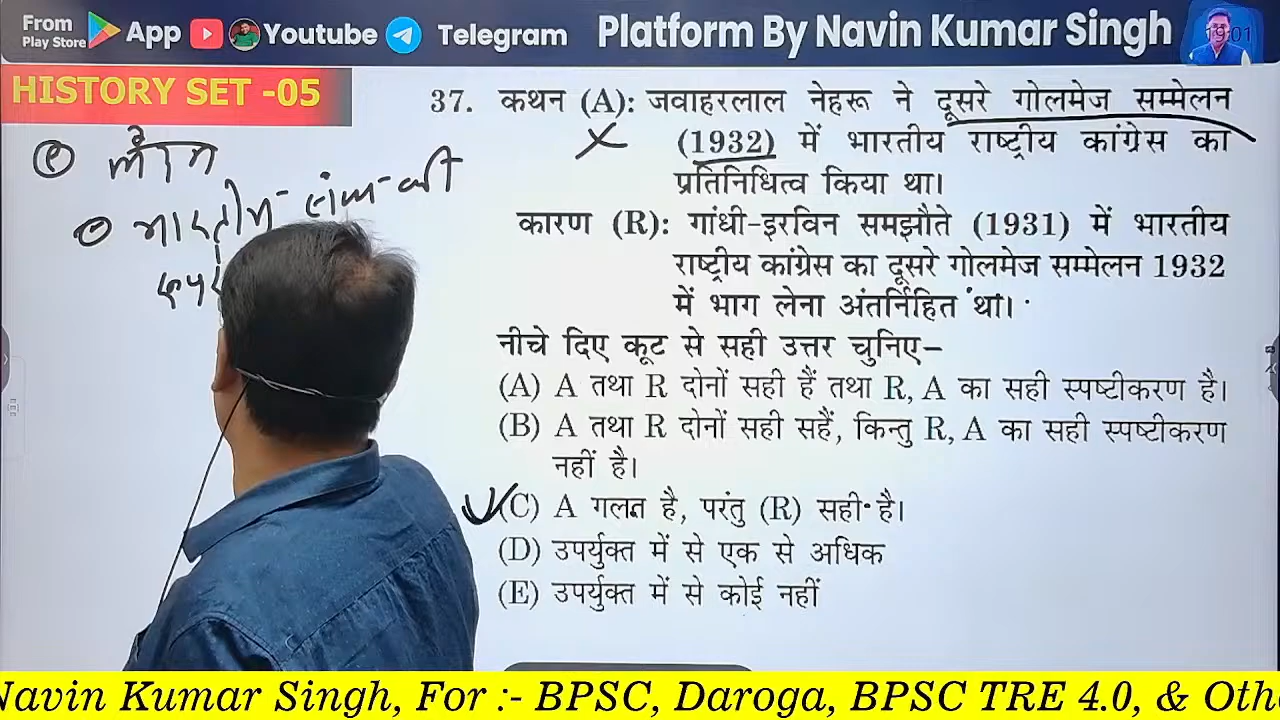 From
Play Store
App
Youtube
Telegram
Platform By Navin Kumar Singh
HISTORY SET -05
37. कथन (A): जवाहरलाल नेहरू ने दूसरे गोलमेज सम्मेलन
(1932) में भारतीय राष्ट्रीय कांग्रेस का
प्रतिनिधित्व किया था।
कारण (R): गांधी-इरविन समझौते (1931) में भारतीय
राष्ट्रीय कांग्रेस का दूसरे गोलमेज सम्मेलन 1932
में भाग लेना अंतर्निहित था।
नीचे दिए कूट से सही उत्तर चुनिए–
(A) A तथा R दोनों सही हैं तथा R, A का सही स्पष्टीकरण है।
(B) A तथा R दोनों सही सहैं, किन्तु R, A का सही स्पष्टीकरण
नहीं है।
(C) A गलत है, परंतु (R) सही है।
(D) उपर्युक्त में से एक से अधिक
(E) उपर्युक्त में से कोई नहीं
Navin Kumar Singh, For :- BPSC, Daroga, BPSC TRE 4.0, & Oth